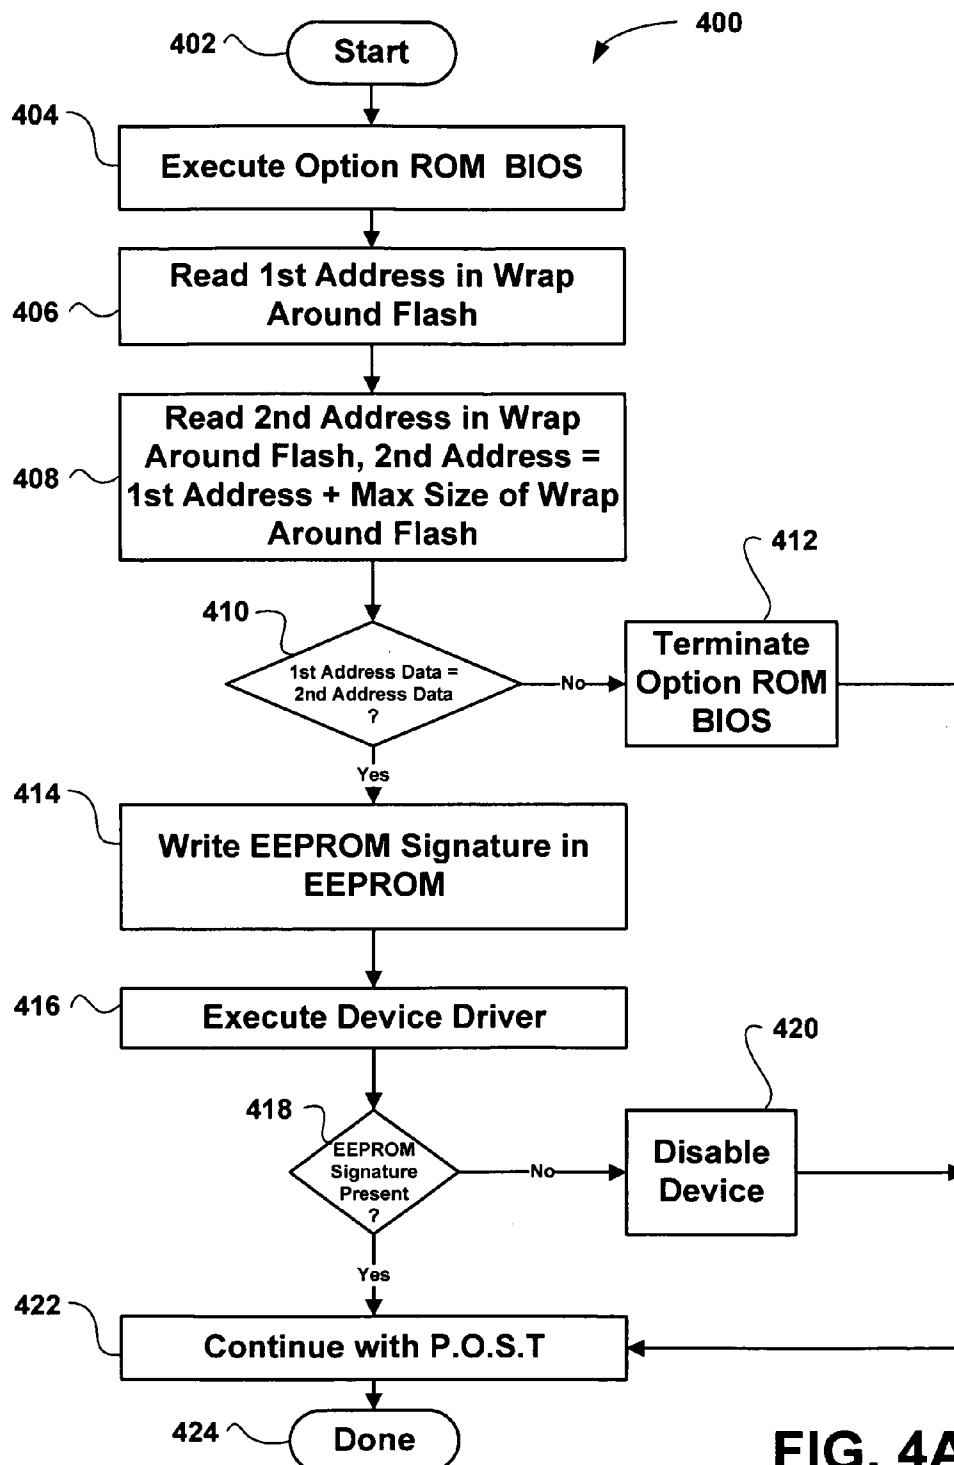 400
402
Start
404
Execute Option ROM BIOS
406
Read 1st Address in Wrap
Around Flash
408
Read 2nd Address in Wrap
Around Flash, 2nd Address =
1st Address + Max Size of Wrap
Around Flash
410
1st Address Data =
2nd Address Data
?
No
412
Terminate
Option ROM
BIOS
Yes
414
Write EEPROM Signature in
EEPROM
416
Execute Device Driver
418
EEPROM
Signature
Present
?
No
420
Disable
Device
Yes
422
Continue with P.O.S.T
424
Done
FIG. 4A